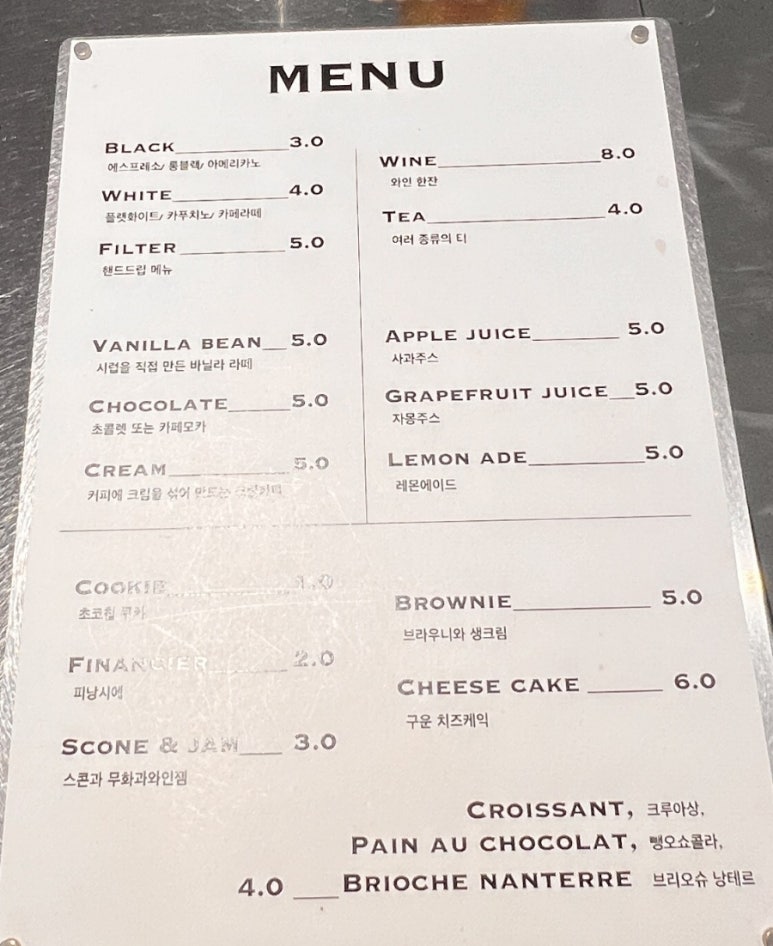 MENU
BLACK 3.0
에스프레소/ 롱블랙/ 아메리카노
WHITE 4.0
플랫화이트/ 카푸치노/ 카페라떼
FILTER 5.0
핸드드립 메뉴
VANILLA BEAN 5.0
시럽을 직접 만든 바닐라 라떼
CHOCOLATE 5.0
초콜렛 또는 카페모카
CREAM 5.0
커피에 크림을 섞어 만드는 크림커피
WINE 8.0
와인 한잔
TEA 4.0
여러 종류의 티
APPLE JUICE 5.0
사과주스
GRAPEFRUIT JUICE 5.0
자몽주스
LEMON ADE 5.0
레몬에이드
COOKIE 1.0
초코칩 쿠키
FINANCIER 2.0
피낭시에
SCONE & JAM 3.0
스콘과 무화과와인잼
BROWNIE 5.0
브라우니와 생크림
CHEESE CAKE 6.0
구운 치즈케익
CROISSANT, 크루아상,
PAIN AU CHOCOLAT, 뺑오쇼콜라,
4.0 BRIOCHE NANTERRE 브리오슈 낭테르